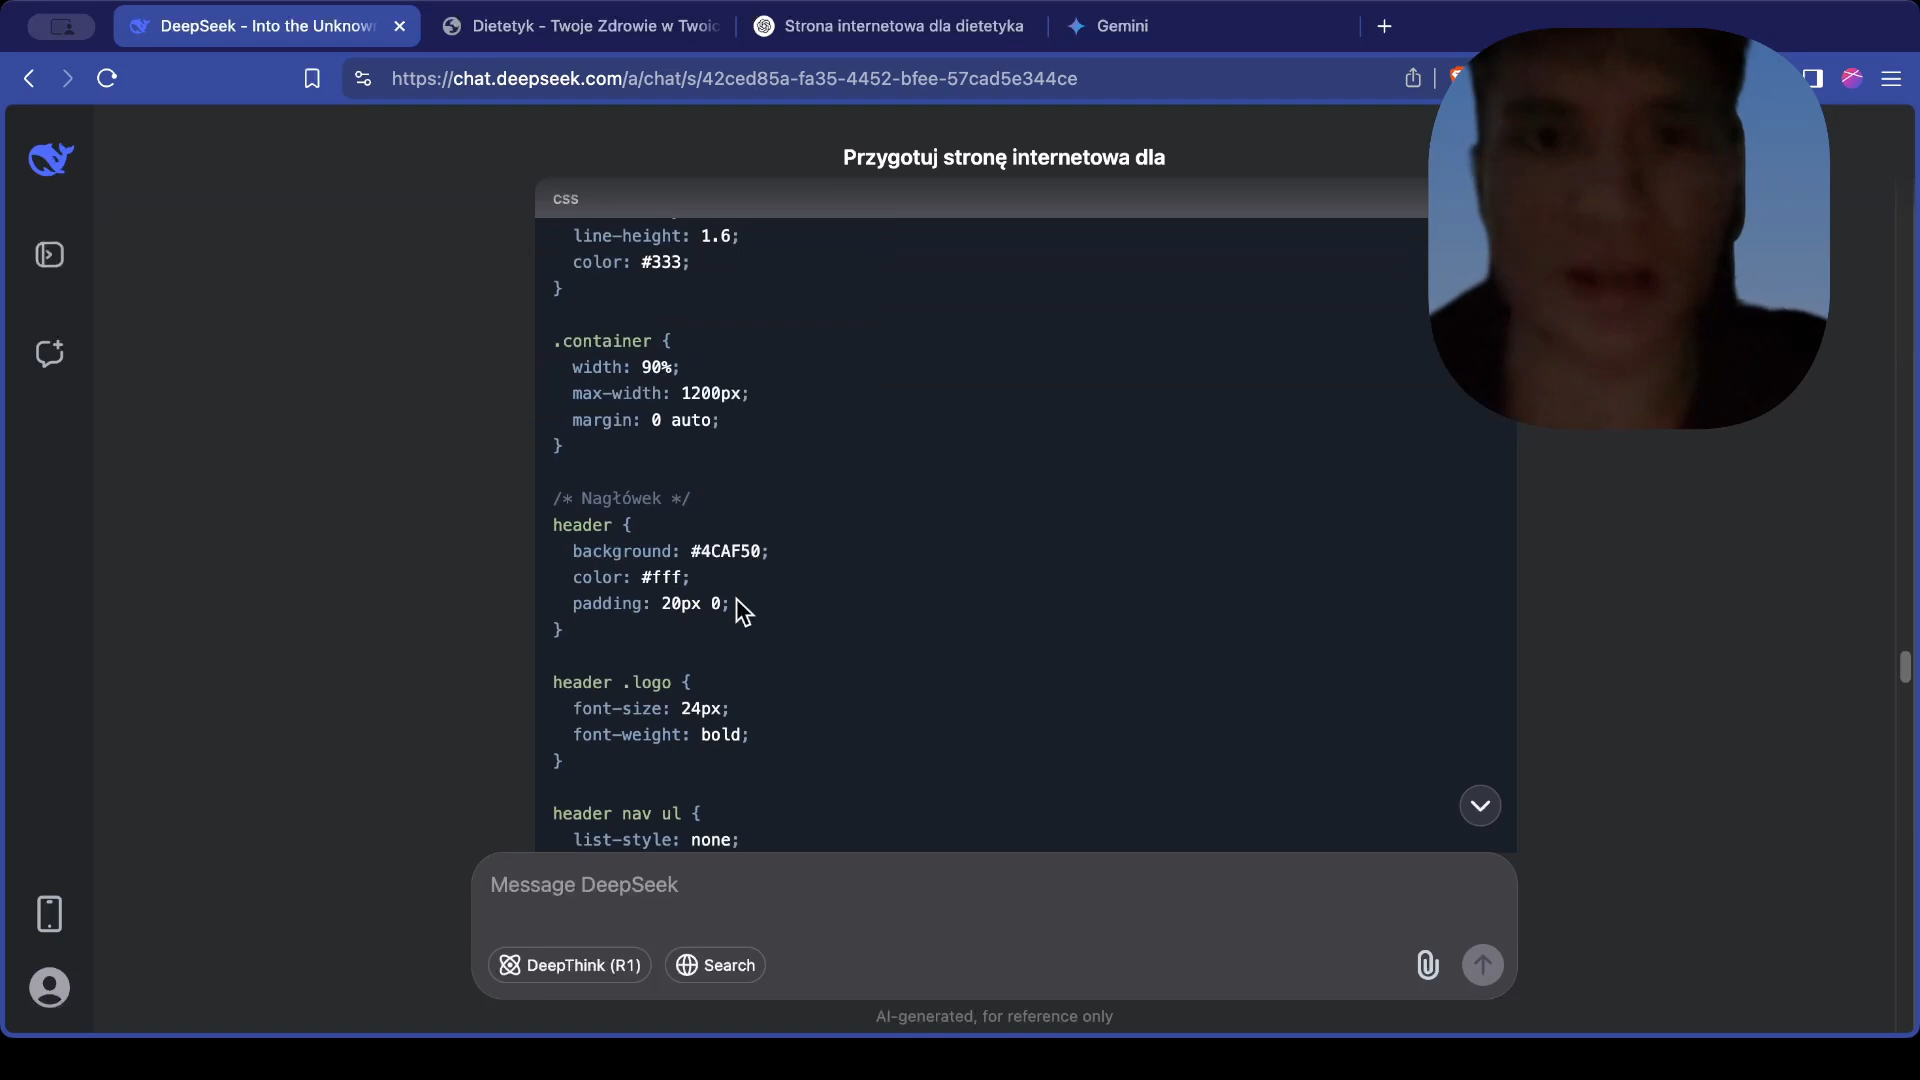 DeepSeek - Into the Unknown
Dietetyk - Twoje Zdrowie w Twoic
Strona internetowa dla dietetyka
Gemini
https://chat.deepseek.com/a/chat/s/42ced85a-fa35-4452-bfee-57cad5e344ce
Przygotuj stronę internetowa dla
css
line-height: 1.6;
color: #333;
}
.container {
width: 90%;
max-width: 1200px;
margin: 0 auto;
}
/* Nagłówek */
header {
background: #4CAF50;
color: #fff;
padding: 20px 0;
}
header .logo {
font-size: 24px;
font-weight: bold;
}
header nav ul {
list-style: none;
Message DeepSeek
DeepThink (R1)
Search
AI-generated, for reference only